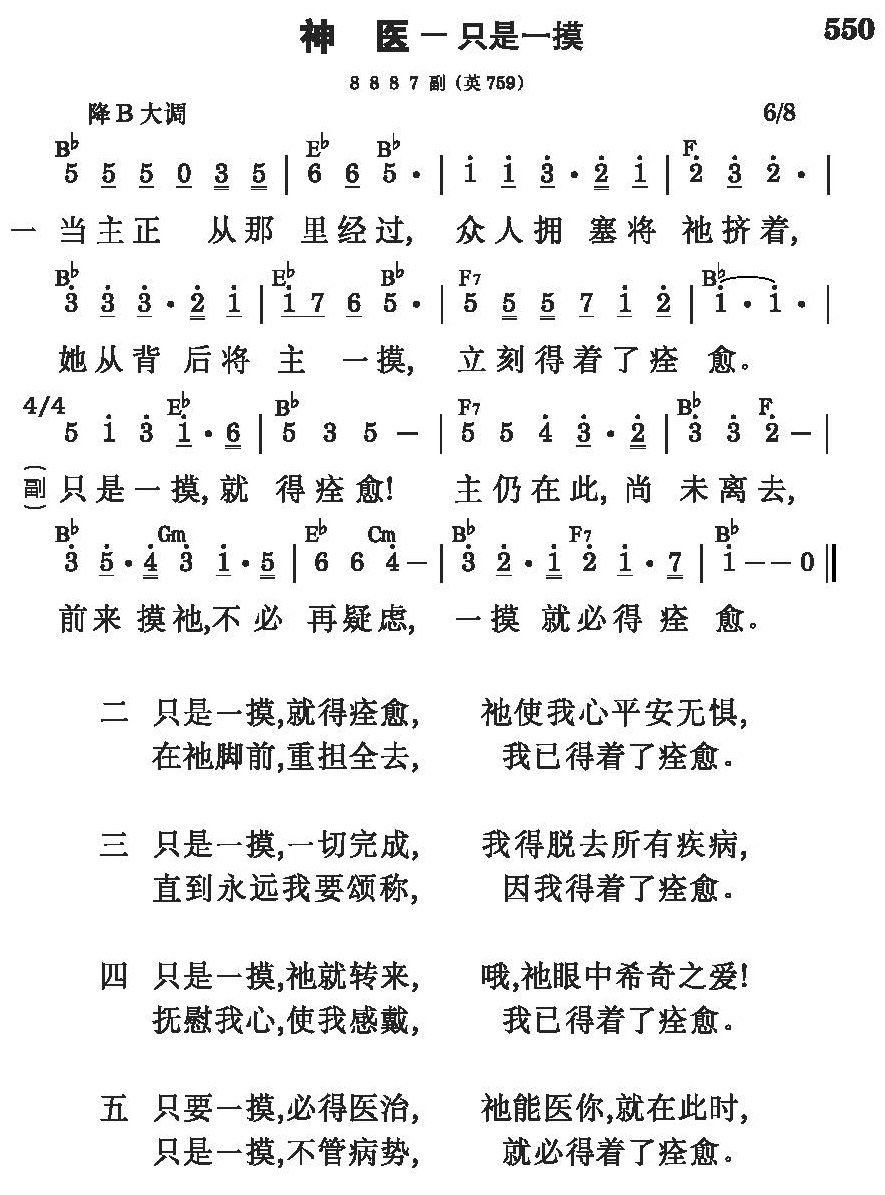 神 医 － 只是一摸 550
8 8 8 7 副（英759）
降B大调 6/8
B♭ E♭ B♭ F
5 5 5 0 3 5 | 6 6 5 · | i i 3̇ · 2̇ i | 2̇ 3̇ 2̇ · |
一 当主正 从那 里经过, 众人拥 塞将 祂挤着,
B♭ E♭ B♭ F7 B♭
3̇ 3̇ 3̇ · 2̇ i | i 7 6 5 · | 5 5 5 7 i 2̇ | i · i · |
她从背 后将 主 一摸, 立刻得着了痊 愈。
4/4 E♭ B♭ F7 B♭ F
5 i 3̇ i · 6 | 5 3 5 － | 5 5 4̇ 3̇ · 2̇ | 3̇ 3̇ 2̇ － |
(副) 只是一摸,就 得痊愈! 主仍在此, 尚 未离去,
B♭ Gm E♭ Cm B♭ F7 B♭
3̇ 5̇ · 4̇ 3̇ i · 5 | 6 6 4̇ － | 3̇ 2̇ · i 2̇ i · 7 | i － － 0 ‖
前来 摸祂,不必 再疑虑, 一摸 就必得 痊 愈。
二 只是一摸,就得痊愈, 祂使我心平安无惧,
在祂脚前,重担全去, 我已得着了痊愈。
三 只是一摸,一切完成, 我得脱去所有疾病,
直到永远我要颂称, 因我得着了痊愈。
四 只是一摸,祂就转来, 哦,祂眼中希奇之爱!
抚慰我心,使我感戴, 我已得着了痊愈。
五 只要一摸,必得医治, 祂能医你,就在此时,
只是一摸,不管病势, 就必得着了痊愈。